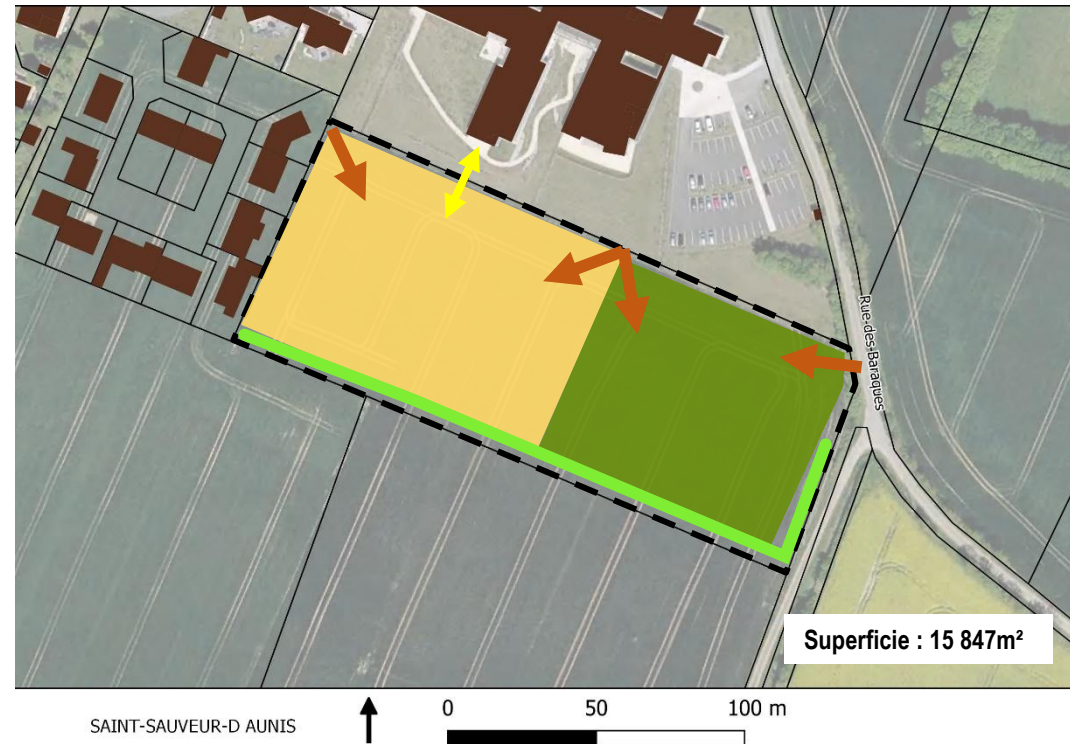 Rue-des-Baraques
Superficie : 15 847m²
SAINT-SAUVEUR-D AUNIS
0 50 100 m